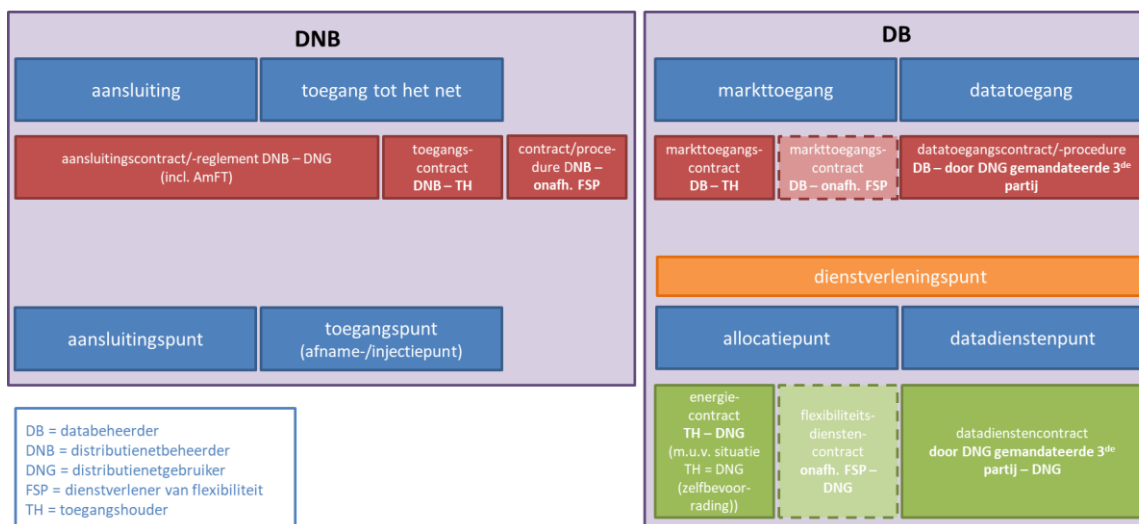 DNB
aansluiting
toegang tot het net
aansluitingscontract/-reglement DNB – DNG
(incl. AmFT)
toegangs-
contract
DNB – TH
contract/proce-
dure DNB –
onafh. FSP
aansluitingspunt
toegangspunt
(afname-/injectiepunt)
DB
markttoegang
datatoegang
markttoegangs-
contract
DB – TH
markttoegangs-
contract
DB – onafh. FSP
datatoegangscontract/-procedure
DB – door DNG gemandateerde 3de
partij
dienstverleningspunt
allocatiepunt
datadienstenpunt
energie-
contract
TH – DNG
(m.u.v. situatie
TH = DNG
(zelfbevoor-
rading))
flexibiliteits-
diensten-
contract
onafh. FSP –
DNG
datadienstencontract
door DNG gemandateerde 3de
partij – DNG
DB = databeheerder
DNB = distributienetbeheerder
DNG = distributienetgebruiker
FSP = dienstverlener van flexibiliteit
TH = toegangshouder